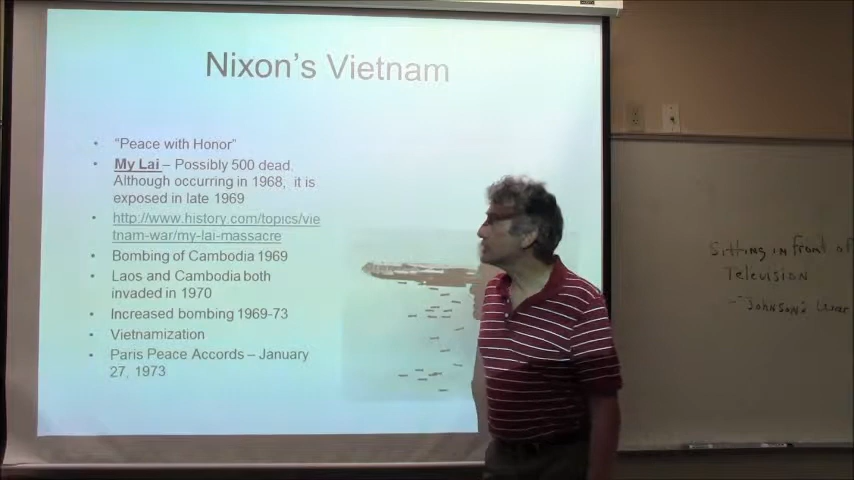 Nixon's Vietnam
• "Peace with Honor"
• My Lai – Possibly 500 dead.
Although occurring in 1968, it is
exposed in late 1969
• http://www.history.com/topics/vie
tnam-war/my-lai-massacre
• Bombing of Cambodia 1969
• Laos and Cambodia both
invaded in 1970
• Increased bombing 1969-73
• Vietnamization
• Paris Peace Accords – January
27, 1973
Sitting in front of
Television
- "Johnson's War